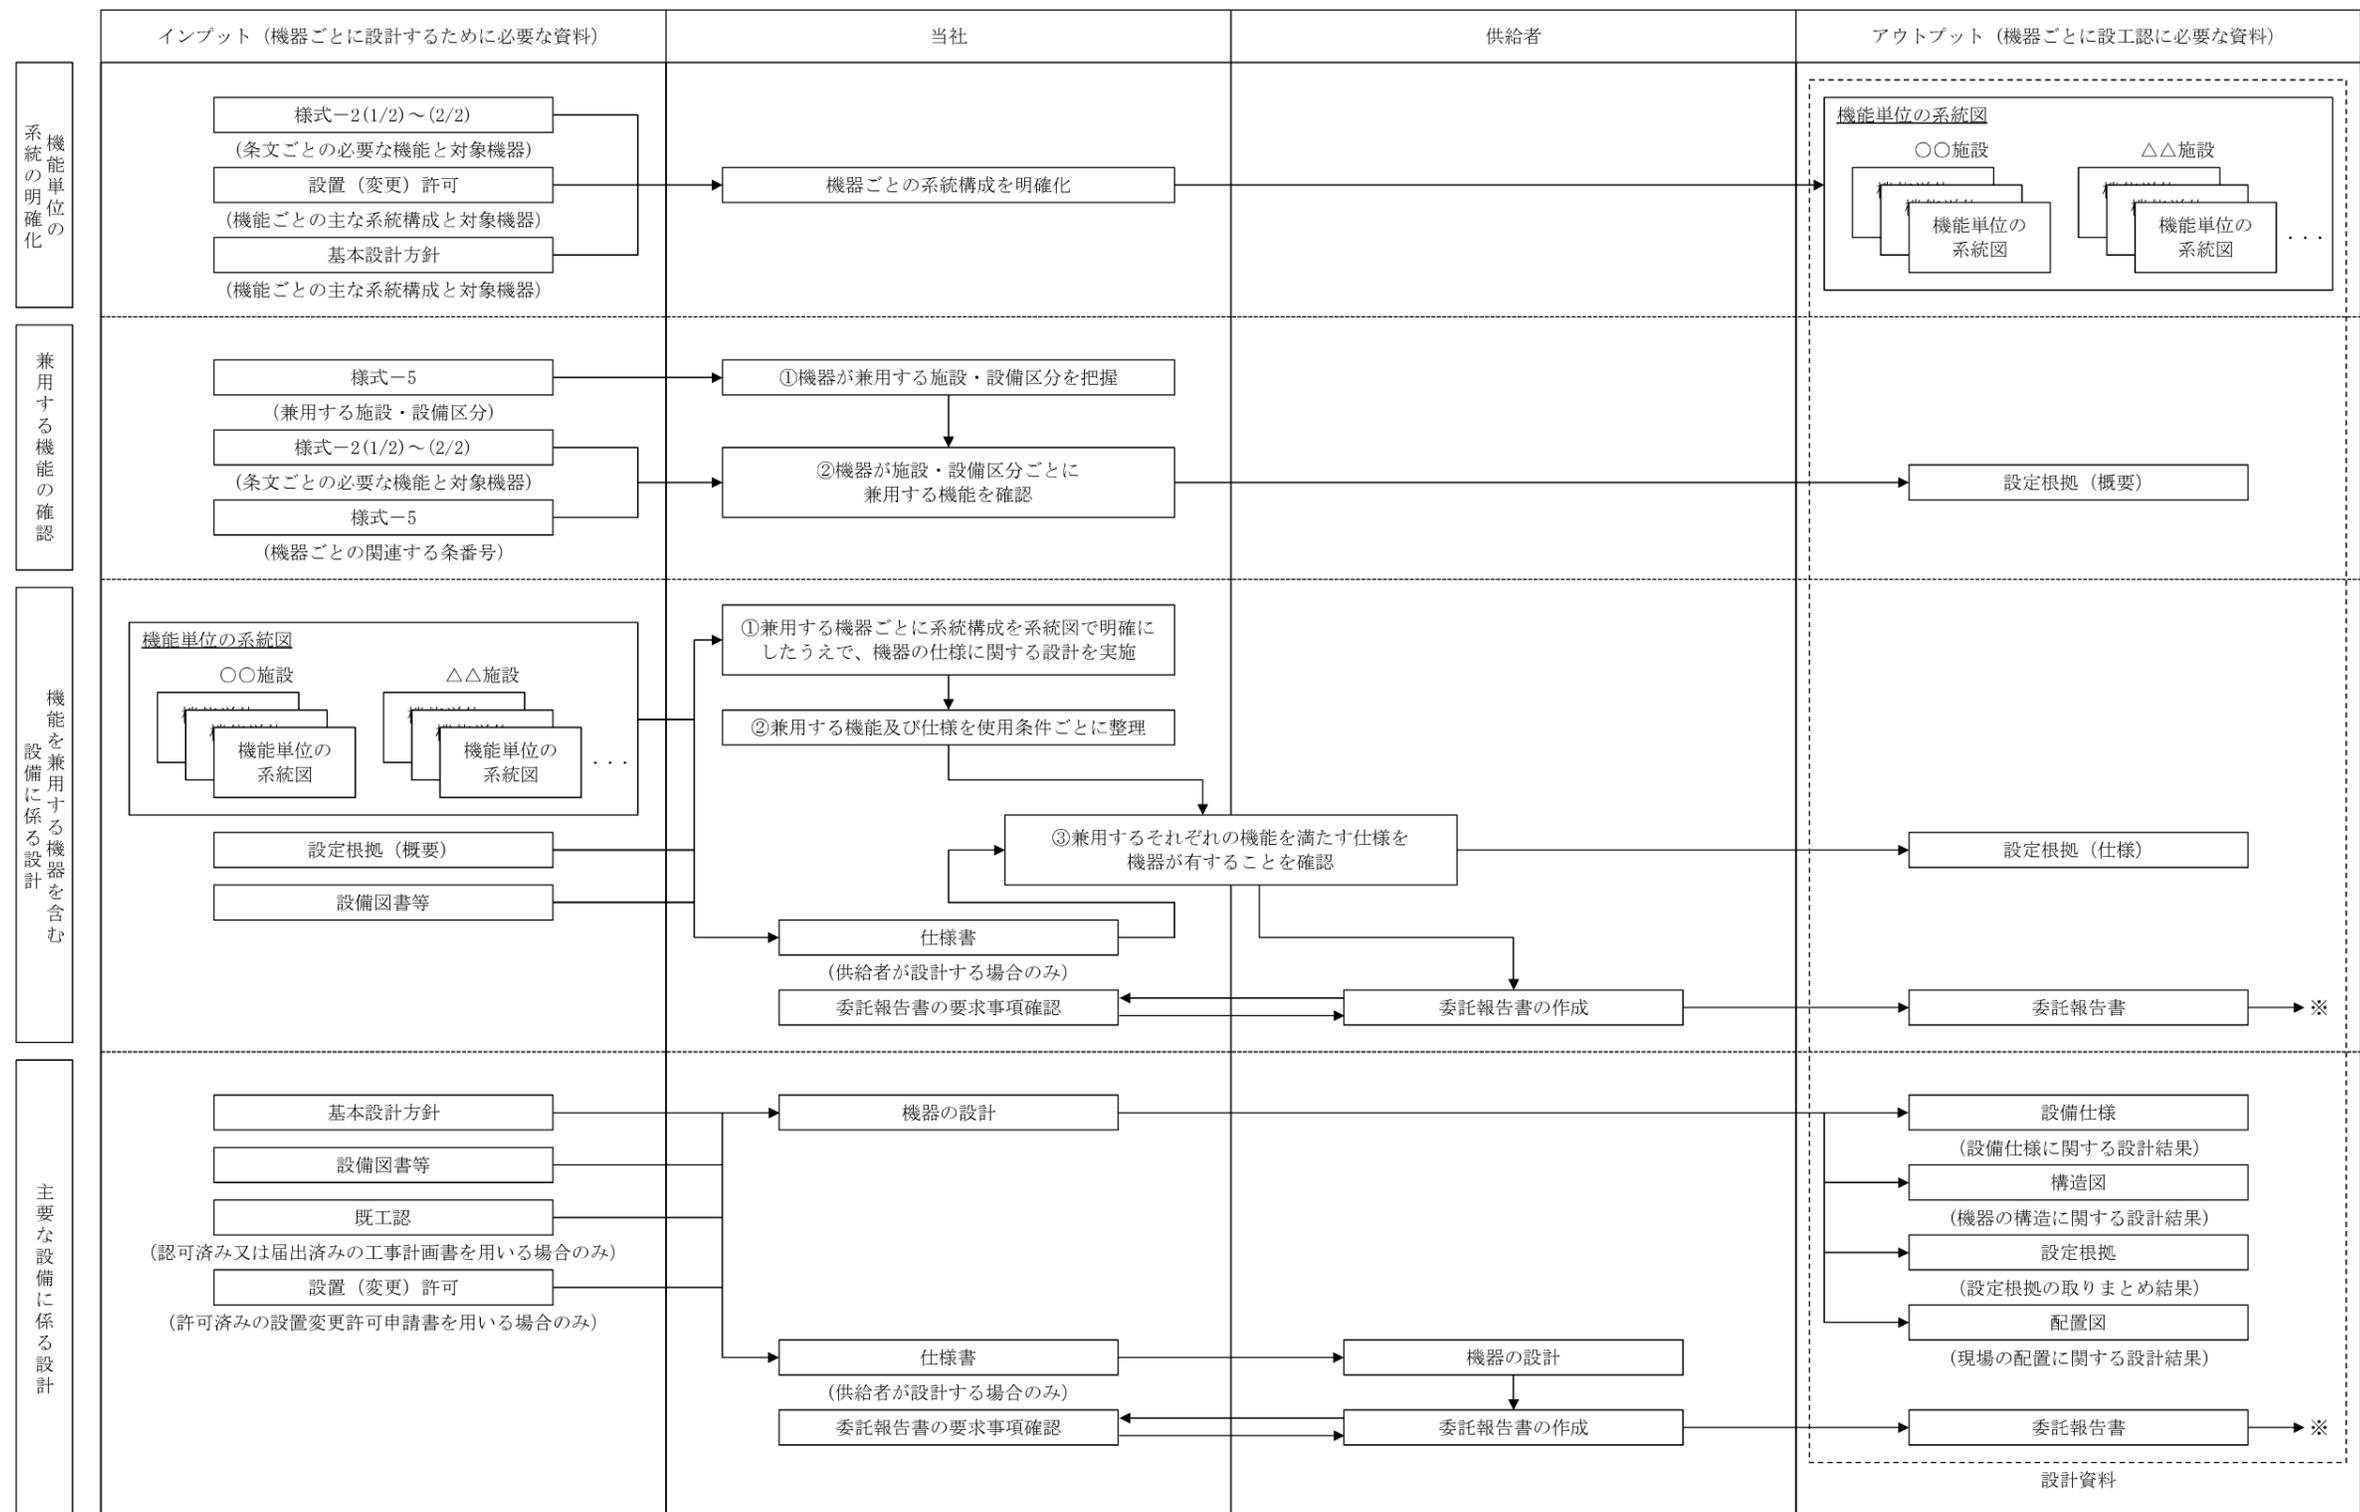 インプット（機器ごとに設計するために必要な資料）
当社
供給者
アウトプット（機器ごとに設工認に必要な資料）
機能単位の
系統の明確化
様式－2(1/2)～(2/2)
（条文ごとの必要な機能と対象機器）
設置（変更）許可
（機能ごとの主な系統構成と対象機器）
基本設計方針
（機能ごとの主な系統構成と対象機器）
機器ごとの系統構成を明確化
機能単位の系統図
○○施設
△△施設
機能単位の
系統図
機能単位の
系統図
・・・
兼用する機能の確認
様式－5
（兼用する施設・設備区分）
様式－2(1/2)～(2/2)
（条文ごとの必要な機能と対象機器）
様式－5
（機器ごとの関連する条番号）
①機器が兼用する施設・設備区分を把握
②機器が施設・設備区分ごとに
兼用する機能を確認
設定根拠（概要）
機能を兼用する機器を含む
設備に係る設計
機能単位の系統図
○○施設
△△施設
機能単位の
系統図
機能単位の
系統図
・・・
設定根拠（概要）
設備図書等
①兼用する機器ごとに系統構成を系統図で明確に
したうえで、機器の仕様に関する設計を実施
②兼用する機能及び仕様を使用条件ごとに整理
③兼用するそれぞれの機能を満たす仕様を
機器が有することを確認
設定根拠（仕様）
仕様書
（供給者が設計する場合のみ）
委託報告書の要求事項確認
委託報告書の作成
委託報告書
※
主要な設備に係る設計
基本設計方針
設備図書等
既工認
（認可済み又は届出済みの工事計画書を用いる場合のみ）
設置（変更）許可
（許可済みの設置変更許可申請書を用いる場合のみ）
機器の設計
設備仕様
（設備仕様に関する設計結果）
構造図
（機器の構造に関する設計結果）
設定根拠
（設定根拠の取りまとめ結果）
配置図
（現場の配置に関する設計結果）
仕様書
（供給者が設計する場合のみ）
機器の設計
委託報告書の要求事項確認
委託報告書の作成
委託報告書
※
設計資料